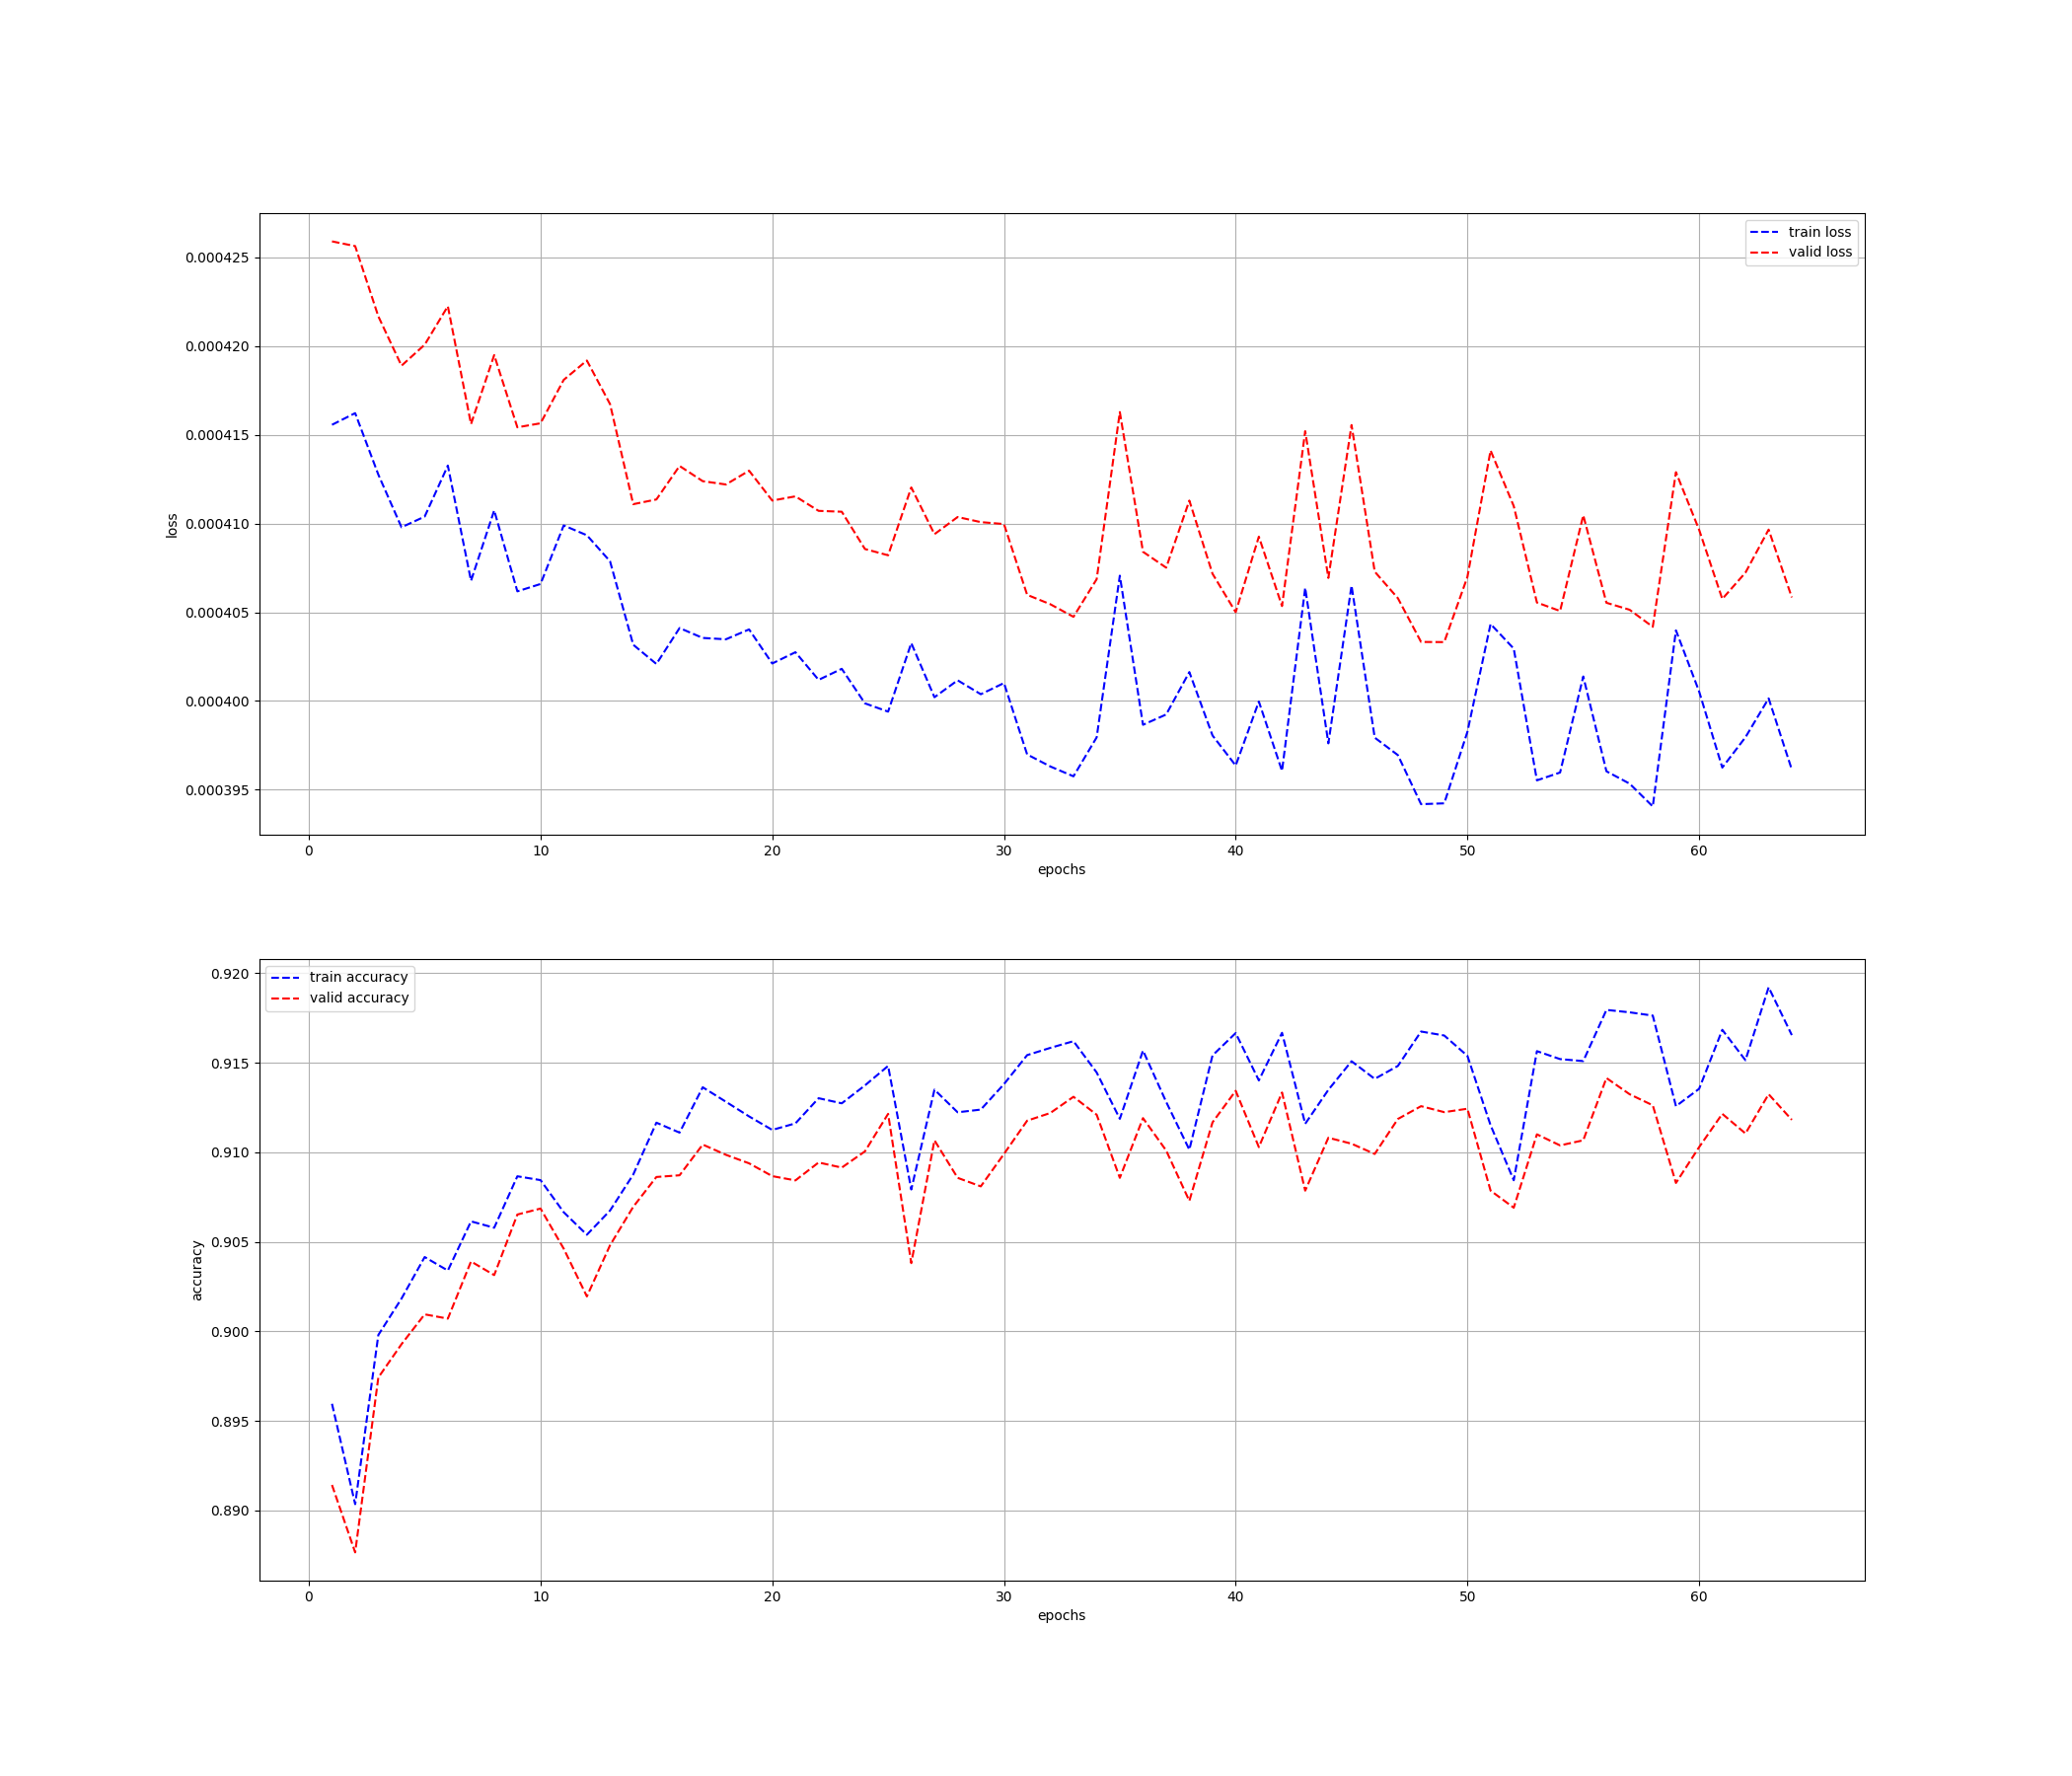 train loss
valid loss
0.000425
0.000420
0.000415
0.000410
0.000405
0.000400
0.000395
loss
0 10 20 30 40 50 60
epochs
train accuracy
valid accuracy
0.920
0.915
0.910
0.905
0.900
0.895
0.890
accuracy
0 10 20 30 40 50 60
epochs